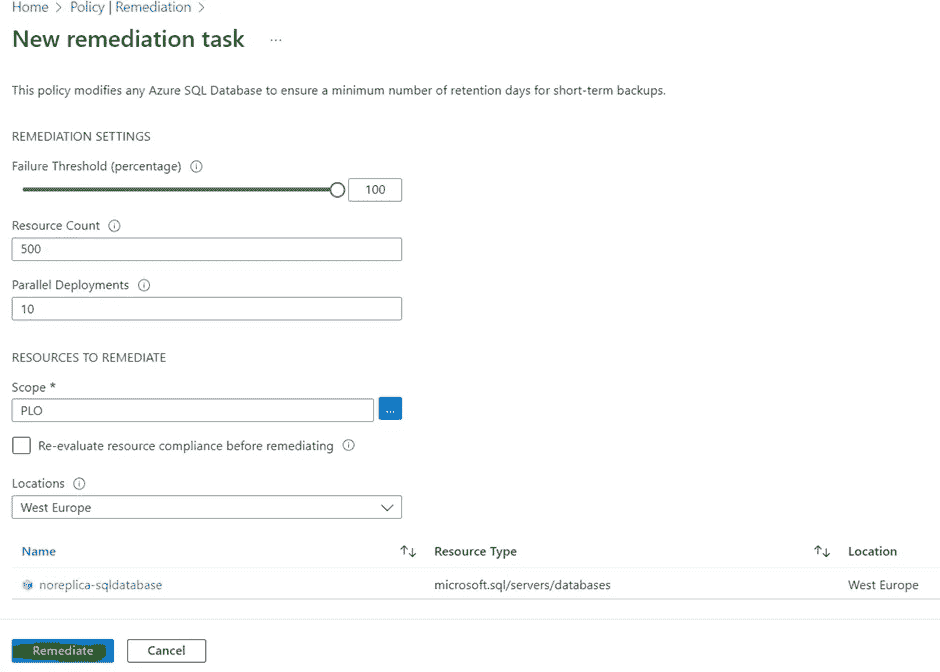 Home > Policy | Remediation >
New remediation task ...
This policy modifies any Azure SQL Database to ensure a minimum number of retention days for short-term backups.
REMEDIATION SETTINGS
Failure Threshold (percentage)
100
Resource Count
500
Parallel Deployments
10
RESOURCES TO REMEDIATE
Scope *
PLO
...
Re-evaluate resource compliance before remediating
Locations
West Europe
Name Resource Type Location
noreplica-sqldatabase microsoft.sql/servers/databases West Europe
Remediate Cancel